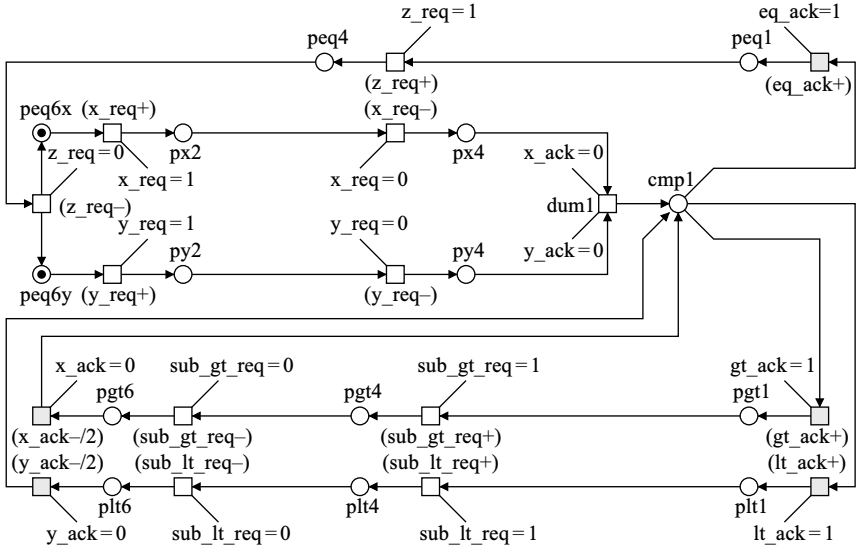 z_req=1
eq_ack=1
peq4
peq1
(z_req+)
(eq_ack+)
peq6x (x_req+)
(x_req–)
z_req=0
px2
px4
x_ack=0
cmp1
x_req=1
x_req=0
(z_req–)
dum1
y_req=1
y_req=0
py2
py4
y_ack=0
peq6y (y_req+)
(y_req–)
x_ack=0
sub_gt_req=0
sub_gt_req=1
gt_ack=1
pgt6
pgt4
pgt1
(x_ack–/2)
(sub_gt_req–)
(sub_gt_req+)
(gt_ack+)
(y_ack–/2)
(sub_lt_req–)
(sub_lt_req+)
(lt_ack+)
plt6
plt4
plt1
y_ack=0
sub_lt_req=0
sub_lt_req=1
lt_ack=1